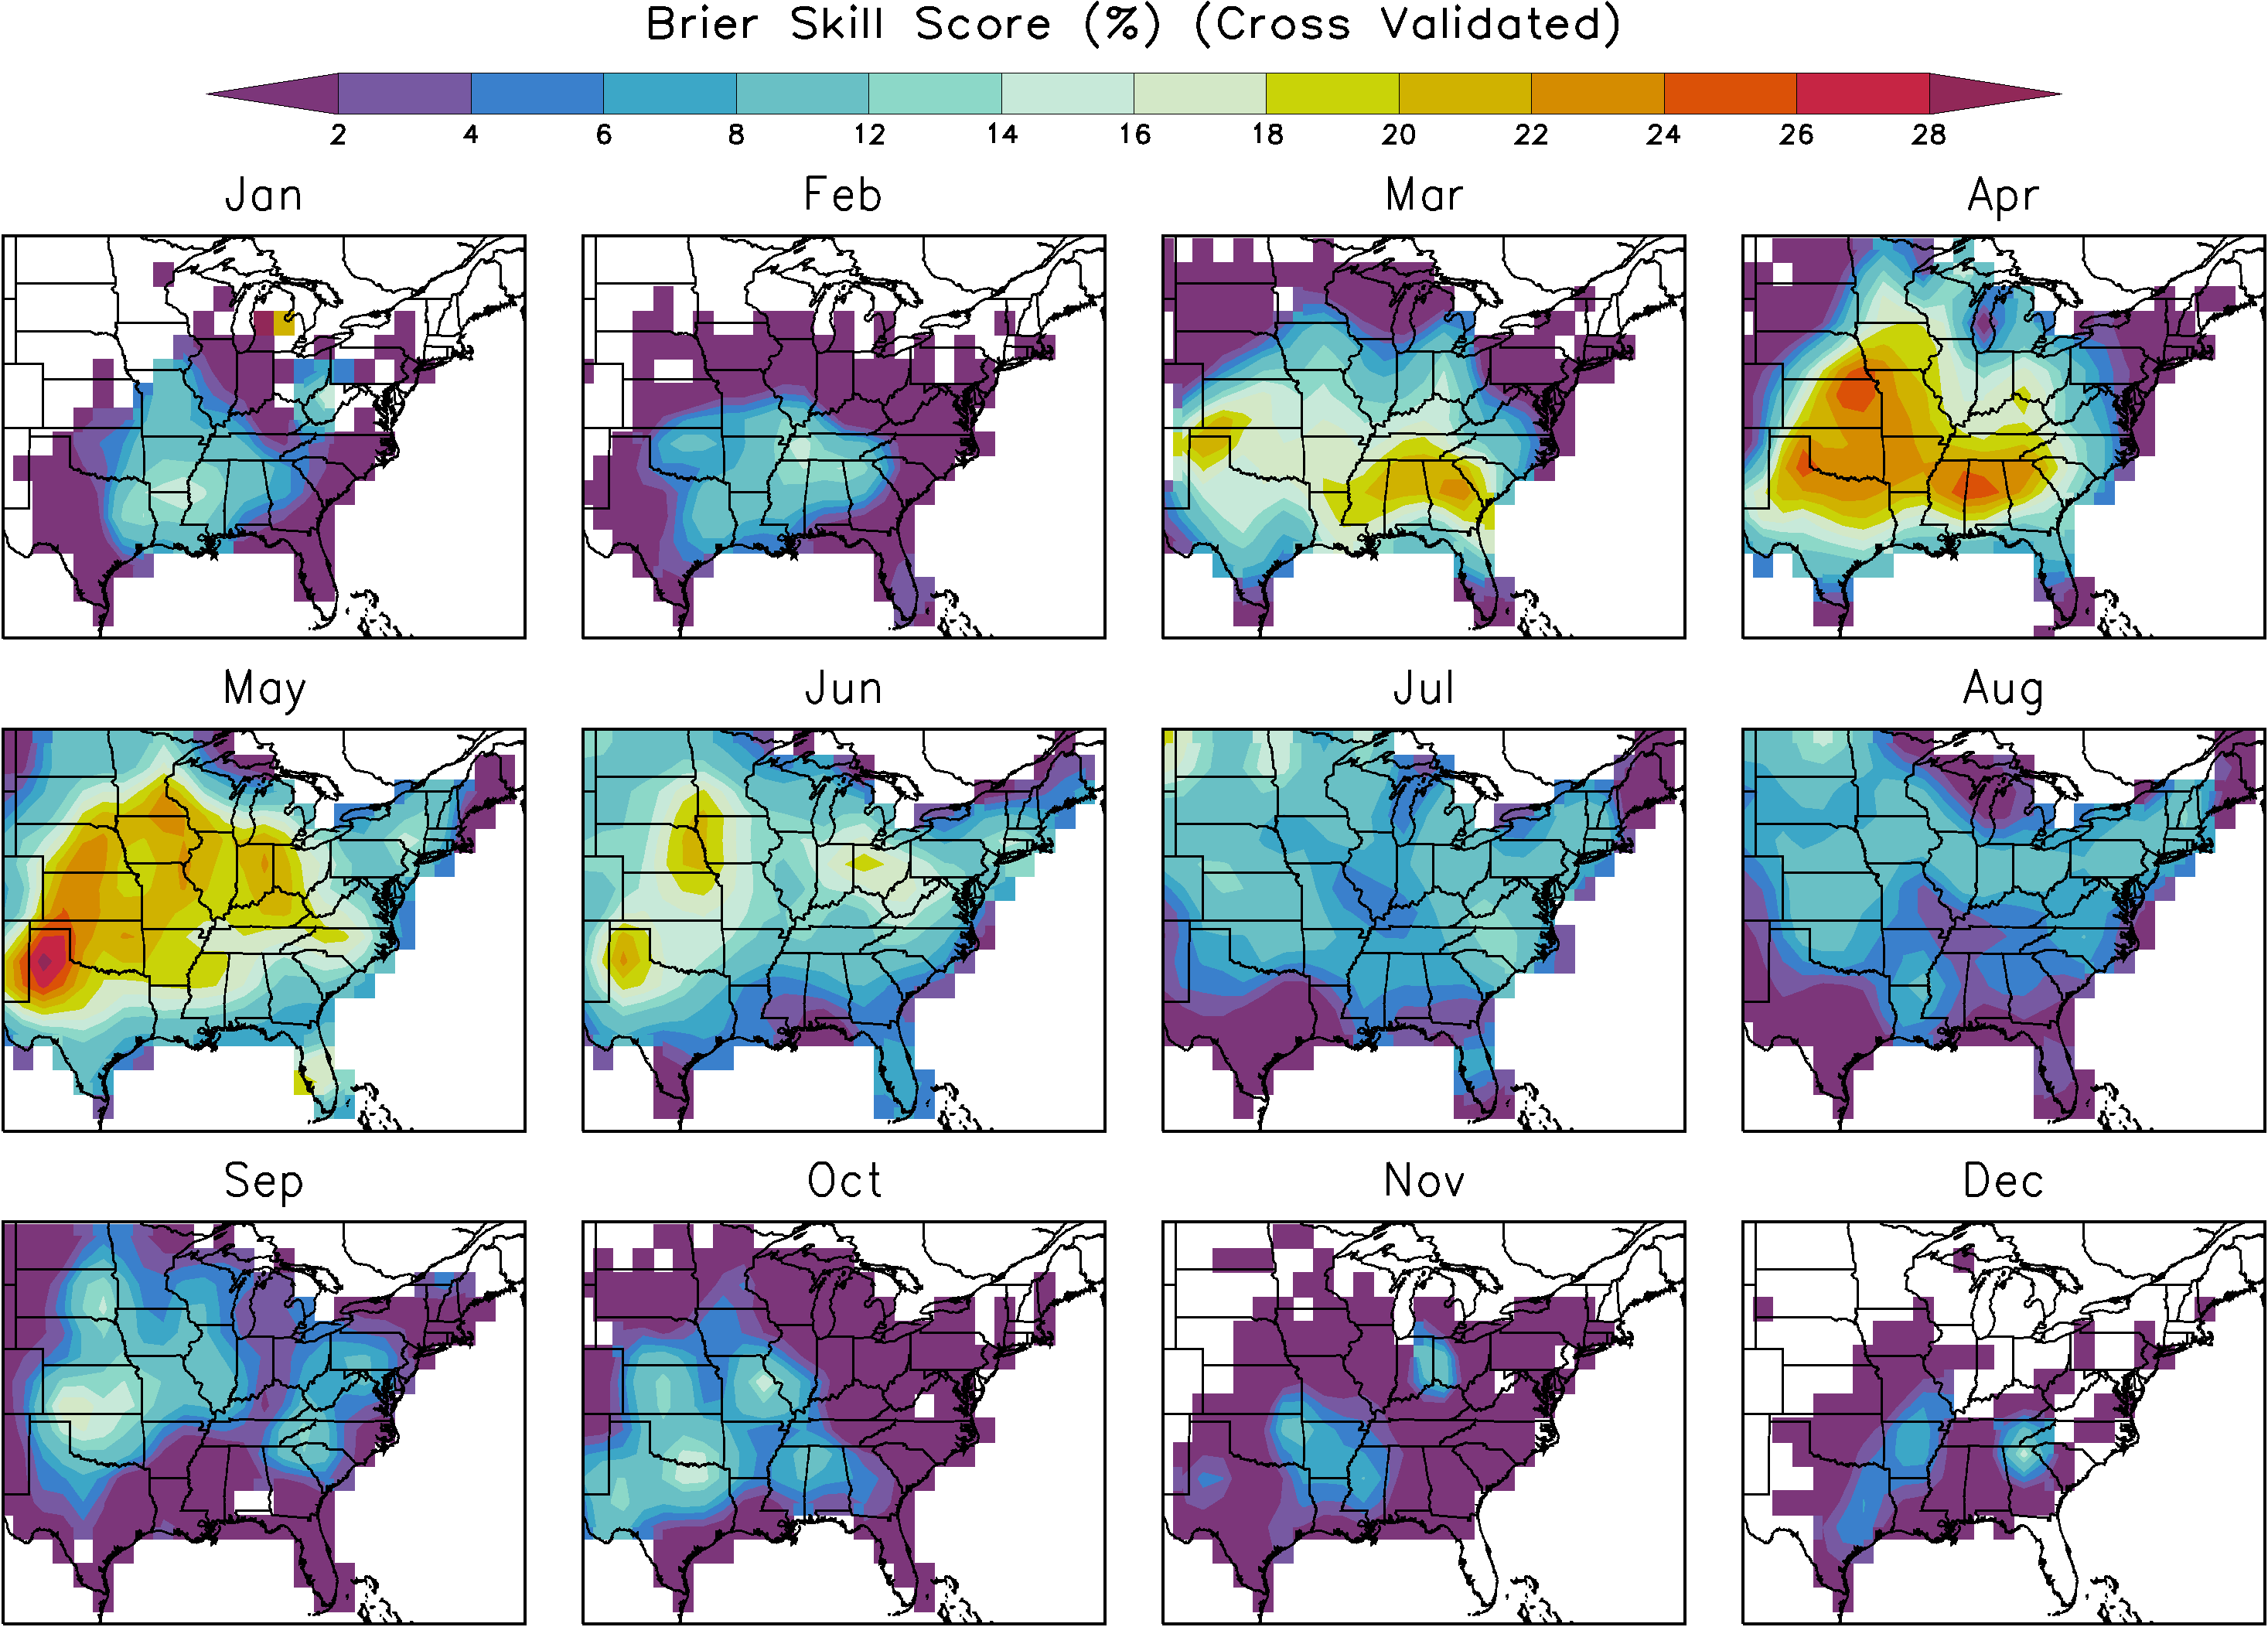 Brier Skill Score (%) (Cross Validated)
2 4 6 8 12 14 16 18 20 22 24 26 28
Jan Feb Mar Apr
May Jun Jul Aug
Sep Oct Nov Dec